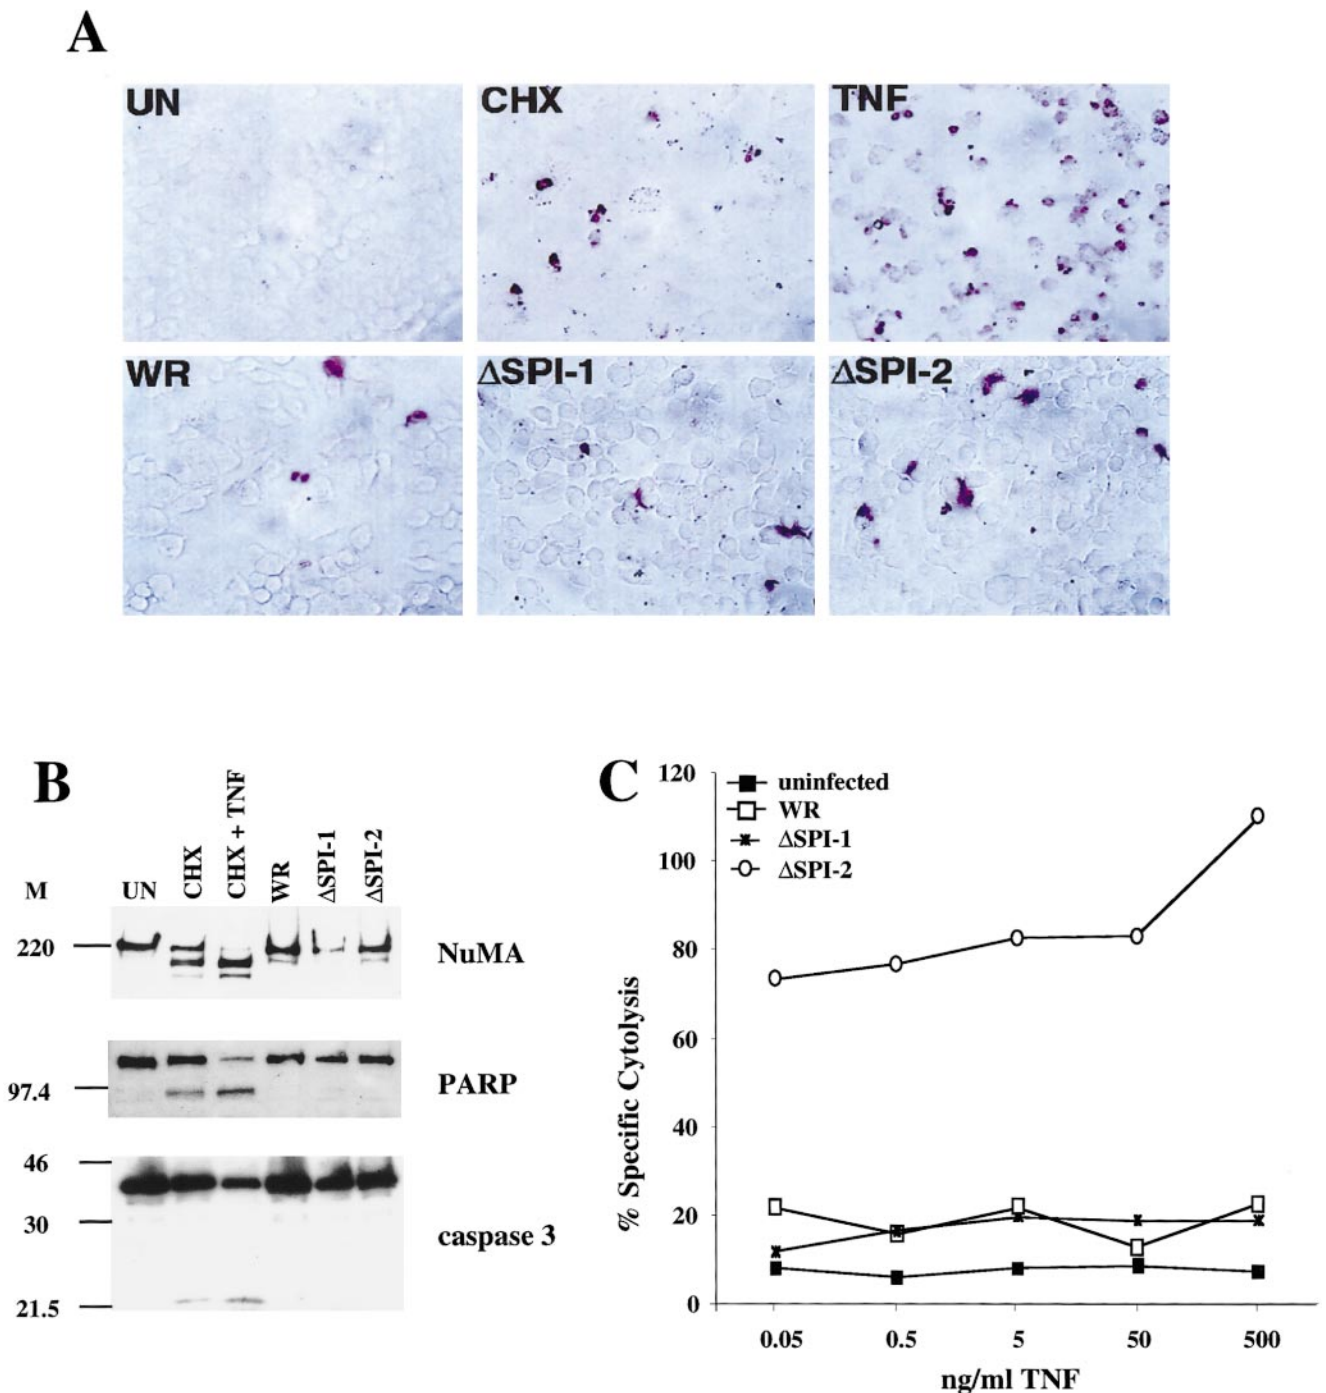 A
UN
CHX
TNF
WR
ΔSPI-1
ΔSPI-2
B
M
UN
CHX
CHX + TNF
WR
ΔSPI-1
ΔSPI-2
220
NuMA
97.4
PARP
46
30
caspase 3
21.5
C
120
100
80
60
40
20
0
% Specific Cytolysis
uninfected
WR
ΔSPI-1
ΔSPI-2
0.05 0.5 5 50 500
ng/ml TNF